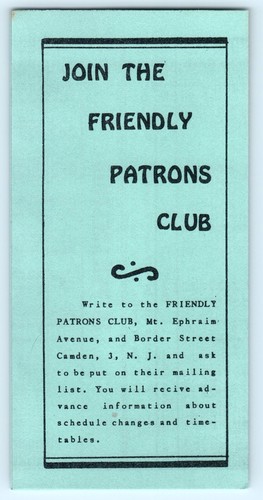 JOIN THE
FRIENDLY
PATRONS
CLUB
Write to the FRIENDLY
PATRONS CLUB, Mt. Ephraim
Avenue, and Border Street
Camden, 3, N. J. and ask
to be put on their mailing
list. You will recive ad-
vance information about
schedule changes and time-
tables.